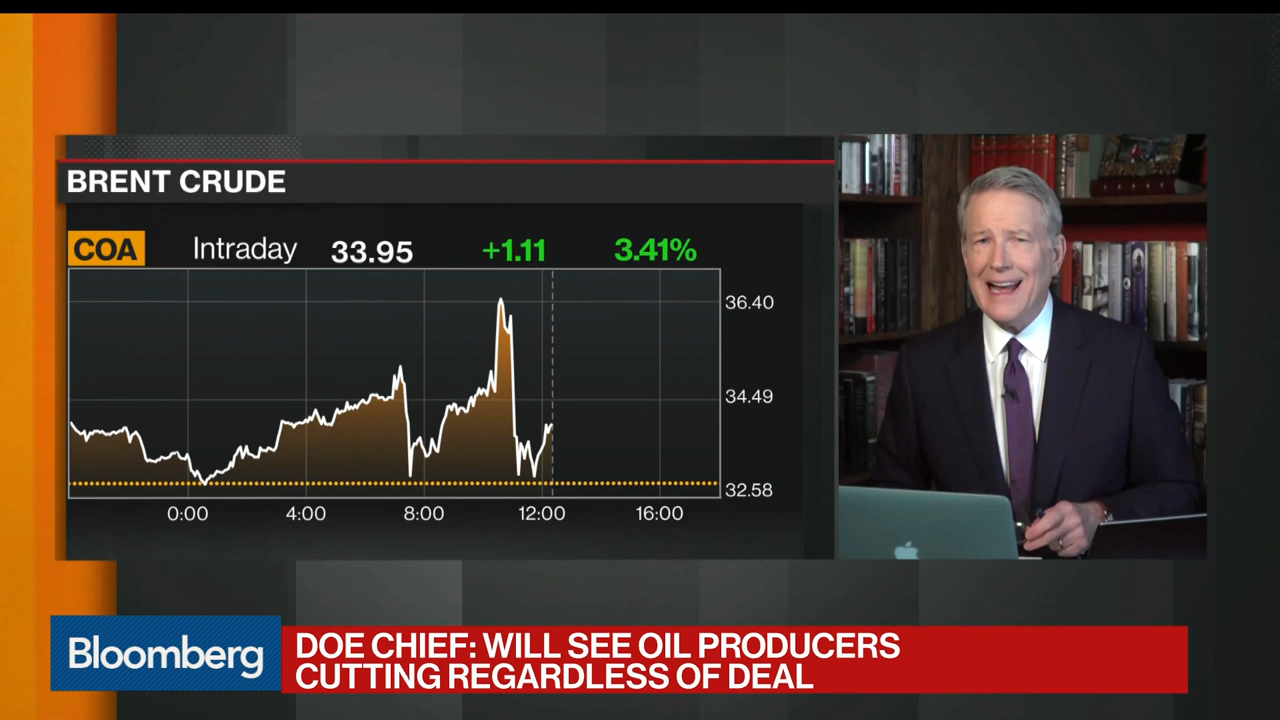 BRENT CRUDE
COA Intraday 33.95 +1.11 3.41%
36.40
34.49
32.58
0:00 4:00 8:00 12:00 16:00
Bloomberg
DOE CHIEF: WILL SEE OIL PRODUCERS
CUTTING REGARDLESS OF DEAL